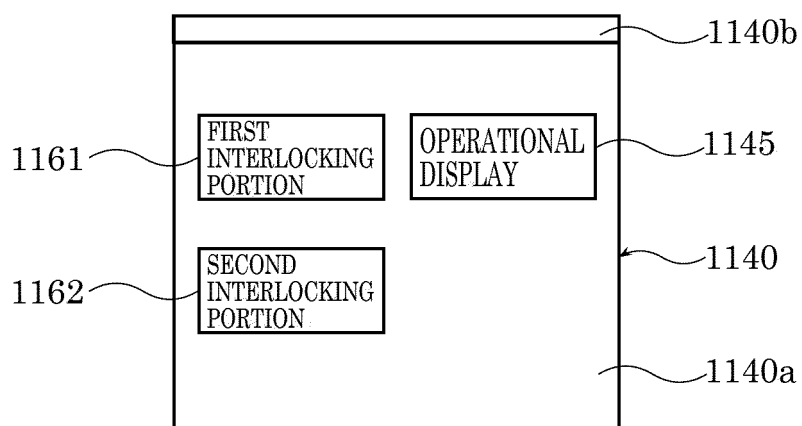 1140b
FIRST
INTERLOCKING
PORTION
1161
OPERATIONAL
DISPLAY
1145
SECOND
INTERLOCKING
PORTION
1162
1140
1140a